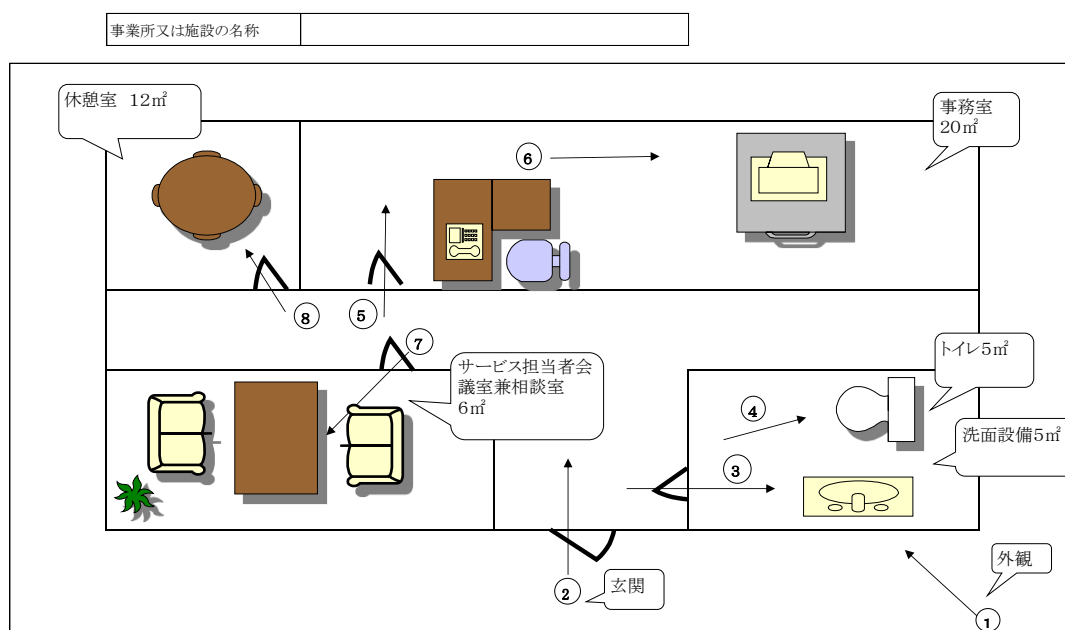 事業所又は施設の名称
休憩室 12㎡
事務室
20㎡
⑥
⑧
⑤
⑦
サービス担当者会
議室兼相談室
6㎡
トイレ5㎡
④
洗面設備5㎡
③
外観
②
玄関
①